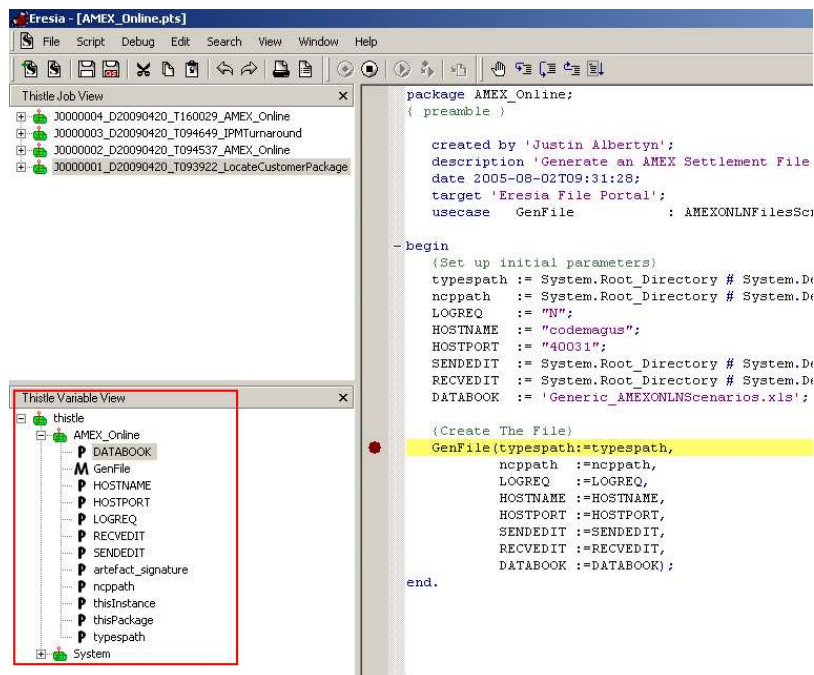 Eresia - [AMEX_Online.pts]
File Script Debug Edit Search View Window Help
Thistle Job View
J0000004_D20090420_T160029_AMEX_Online
J0000003_D20090420_T094649_IPMTurnaround
J0000002_D20090420_T094537_AMEX_Online
J0000001_D20090420_T093922_LocateCustomerPackage
Thistle Variable View
thistle
AMEX_Online
P DATABOOK
M GenFile
P HOSTNAME
P HOSTPORT
P LOGREQ
P RECVEDIT
P SENDEDIT
P artefact_signature
P ncppath
P thisInstance
P thisPackage
P typespath
System
package AMEX_Online;
{ preamble }
created by 'Justin Albertyn';
description 'Generate an AMEX Settlement File
date 2005-08-02T09:31:28;
target 'Eresia File Portal';
usecase GenFile : AMEXONLNFilesScr
begin
{Set up initial parameters}
typespath := System.Root_Directory # System.De
ncppath := System.Root_Directory # System.De
LOGREQ := "N";
HOSTNAME := "codemagus";
HOSTPORT := "40031";
SENDEDIT := System.Root_Directory # System.De
RECVEDIT := System.Root_Directory # System.De
DATABOOK := 'Generic_AMEXONLNScenarios.xls';
{Create The File}
GenFile(typespath:=typespath,
ncppath :=ncppath,
LOGREQ :=LOGREQ,
HOSTNAME :=HOSTNAME,
HOSTPORT :=HOSTPORT,
SENDEDIT :=SENDEDIT,
RECVEDIT :=RECVEDIT,
DATABOOK :=DATABOOK);
end.